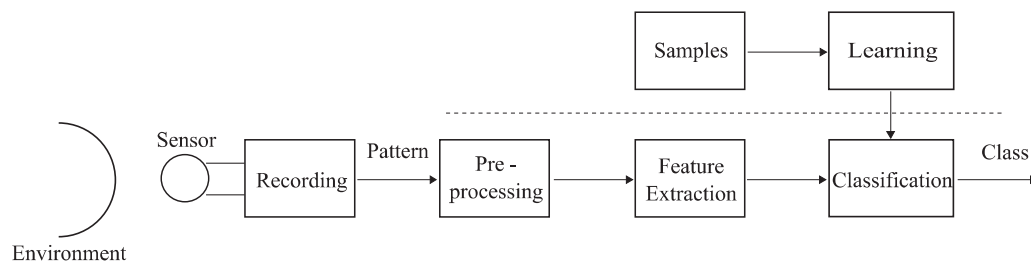 Samples
Learning
Sensor
Pattern
Class
Recording
Pre -
processing
Feature
Extraction
Classification
Environment